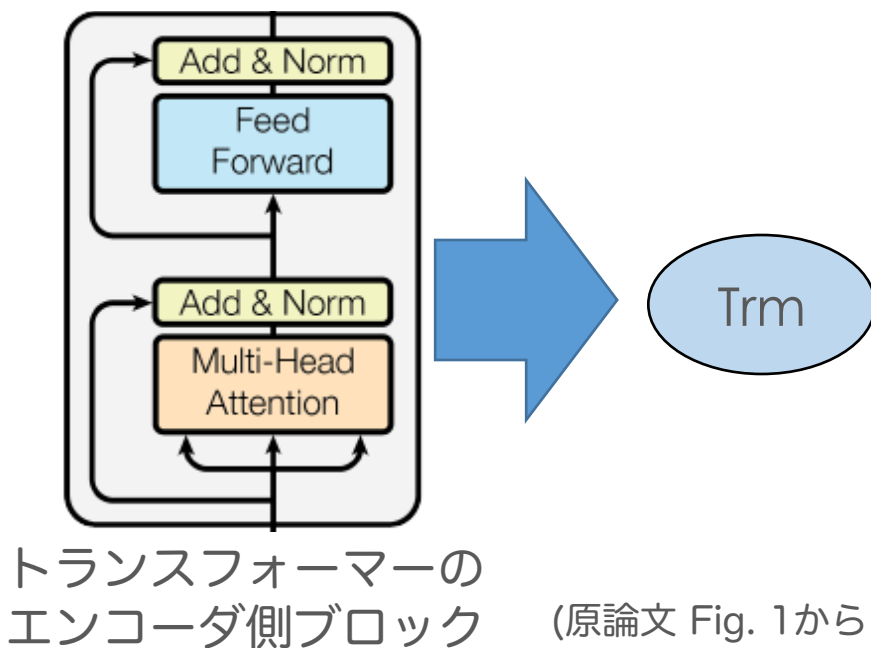 Add & Norm
Feed
Forward
Add & Norm
Multi-Head
Attention
Trm
トランスフォーマーの
エンコーダ側ブロック
(原論文 Fig. 1から